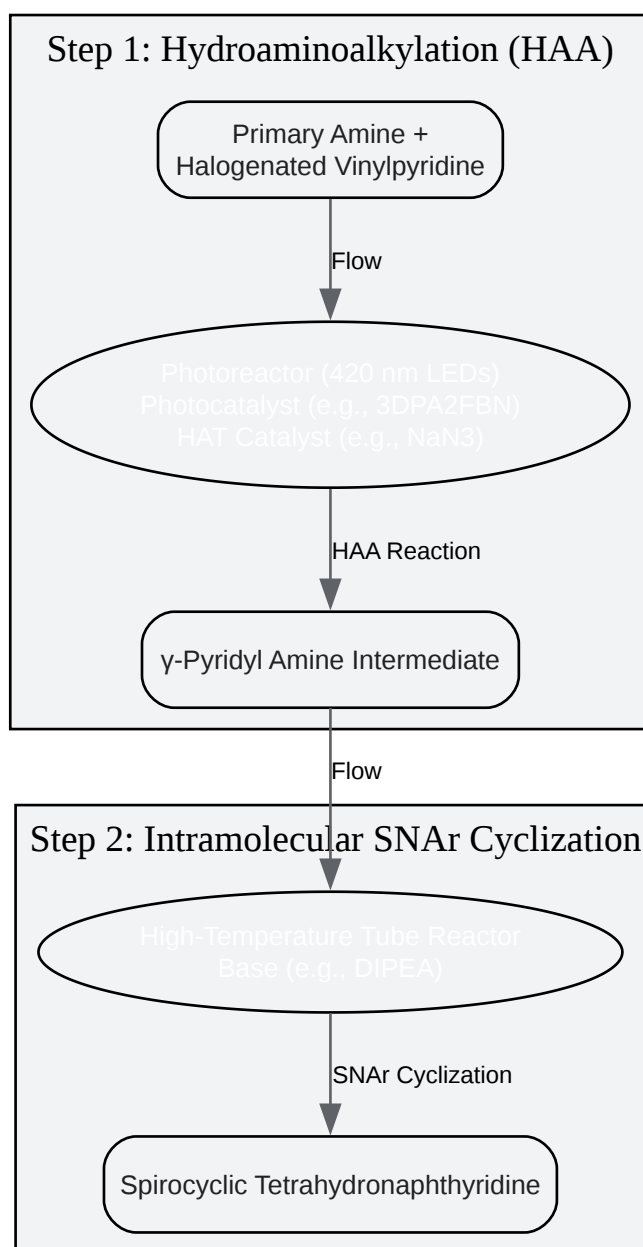 Step 1: Hydroaminoalkylation (HAA)
Primary Amine +
Halogenated Vinylpyridine
Flow
Photoreactor (420 nm LEDs)
Photocatalyst (e.g., 3DPA2FBN)
HAT Catalyst (e.g., NaN3)
HAA Reaction
γ-Pyridyl Amine Intermediate
Flow
Step 2: Intramolecular SNAr Cyclization
High-Temperature Tube Reactor
Base (e.g., DIPEA)
SNAr Cyclization
Spirocyclic Tetrahydronaphthyridine